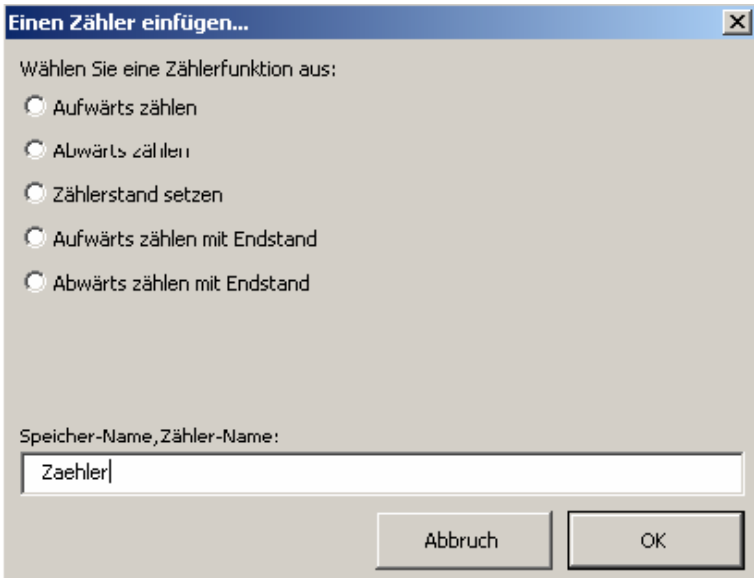 Einen Zähler einfügen...
Wählen Sie eine Zählerfunktion aus:
Aufwärts zählen
Abwärts zählen
Zählerstand setzen
Aufwärts zählen mit Endstand
Abwärts zählen mit Endstand
Speicher-Name,Zähler-Name:
Zaehler
Abbruch OK